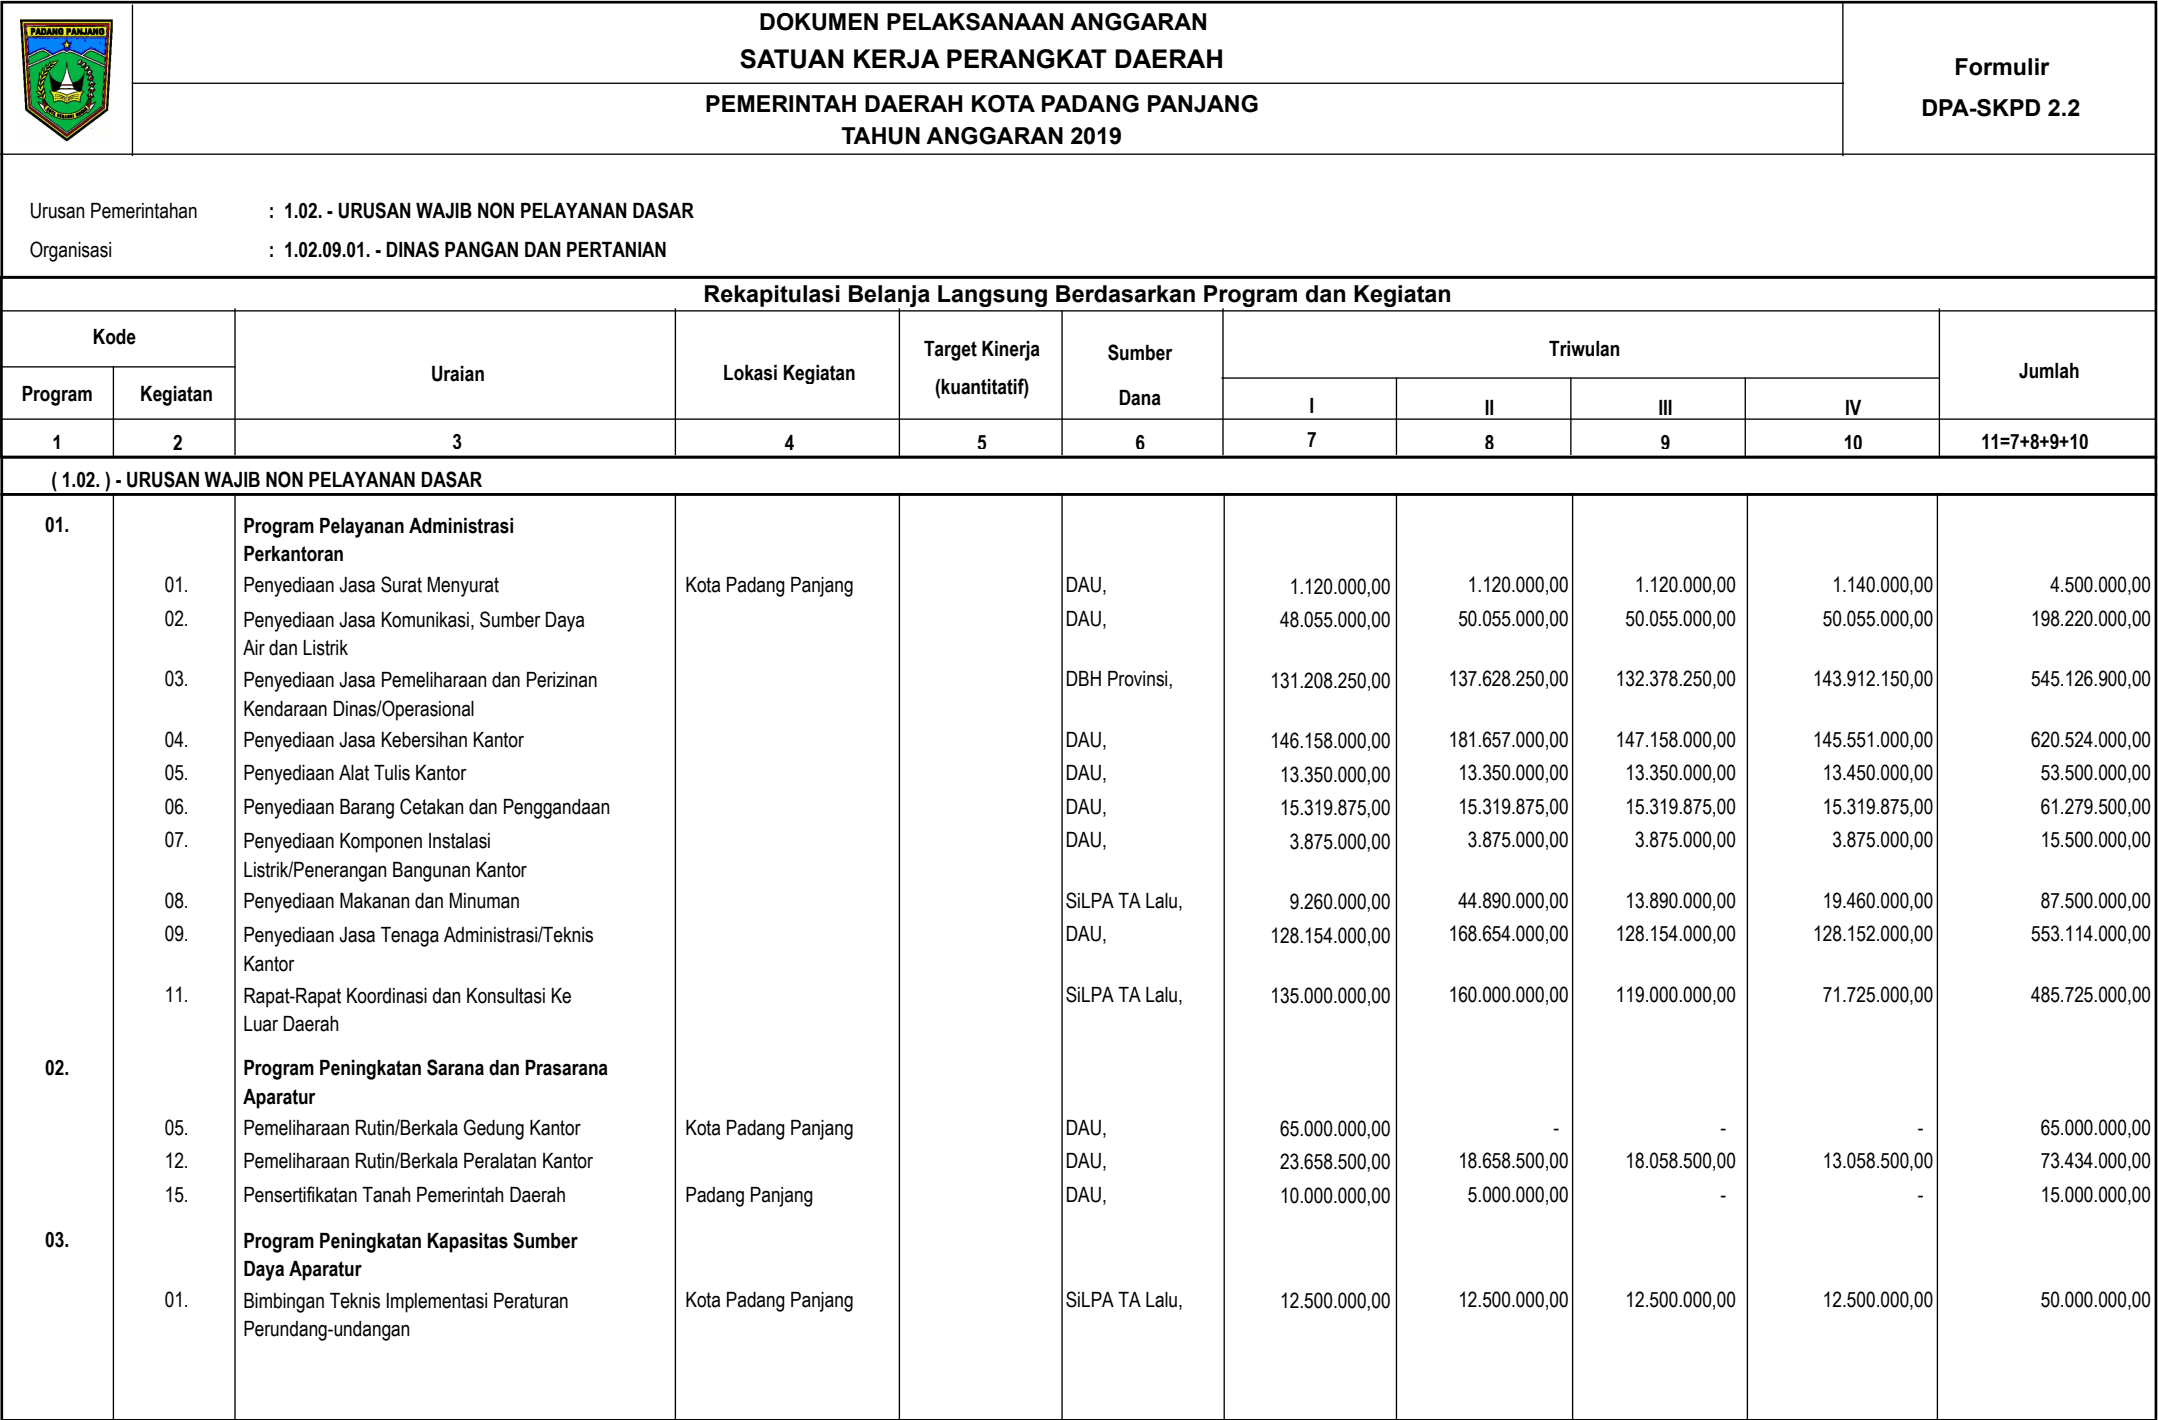 PADANG PANJANG
DOKUMEN PELAKSANAAN ANGGARAN
SATUAN KERJA PERANGKAT DAERAH
PEMERINTAH DAERAH KOTA PADANG PANJANG
TAHUN ANGGARAN 2019
Formulir
DPA-SKPD 2.2
Urusan Pemerintahan : 1.02. - URUSAN WAJIB NON PELAYANAN DASAR
Organisasi : 1.02.09.01. - DINAS PANGAN DAN PERTANIAN
Rekapitulasi Belanja Langsung Berdasarkan Program dan Kegiatan
Kode Uraian Lokasi Kegiatan Target Kinerja (kuantitatif) Sumber Dana Triwulan Jumlah
Program Kegiatan I II III IV
1 2 3 4 5 6 7 8 9 10 11=7+8+9+10
( 1.02. ) - URUSAN WAJIB NON PELAYANAN DASAR
01. Program Pelayanan Administrasi
Perkantoran
01. Penyediaan Jasa Surat Menyurat Kota Padang Panjang DAU, 1.120.000,00 1.120.000,00 1.120.000,00 1.140.000,00 4.500.000,00
02. Penyediaan Jasa Komunikasi, Sumber Daya DAU, 48.055.000,00 50.055.000,00 50.055.000,00 50.055.000,00 198.220.000,00
Air dan Listrik
03. Penyediaan Jasa Pemeliharaan dan Perizinan DBH Provinsi, 131.208.250,00 137.628.250,00 132.378.250,00 143.912.150,00 545.126.900,00
Kendaraan Dinas/Operasional
04. Penyediaan Jasa Kebersihan Kantor DAU, 146.158.000,00 181.657.000,00 147.158.000,00 145.551.000,00 620.524.000,00
05. Penyediaan Alat Tulis Kantor DAU, 13.350.000,00 13.350.000,00 13.350.000,00 13.450.000,00 53.500.000,00
06. Penyediaan Barang Cetakan dan Penggandaan DAU, 15.319.875,00 15.319.875,00 15.319.875,00 15.319.875,00 61.279.500,00
07. Penyediaan Komponen Instalasi DAU, 3.875.000,00 3.875.000,00 3.875.000,00 3.875.000,00 15.500.000,00
Listrik/Penerangan Bangunan Kantor
08. Penyediaan Makanan dan Minuman SiLPA TA Lalu, 9.260.000,00 44.890.000,00 13.890.000,00 19.460.000,00 87.500.000,00
09. Penyediaan Jasa Tenaga Administrasi/Teknis DAU, 128.154.000,00 168.654.000,00 128.154.000,00 128.152.000,00 553.114.000,00
Kantor
11. Rapat-Rapat Koordinasi dan Konsultasi Ke SiLPA TA Lalu, 135.000.000,00 160.000.000,00 119.000.000,00 71.725.000,00 485.725.000,00
Luar Daerah
02. Program Peningkatan Sarana dan Prasarana
Aparatur
05. Pemeliharaan Rutin/Berkala Gedung Kantor Kota Padang Panjang DAU, 65.000.000,00 - - - 65.000.000,00
12. Pemeliharaan Rutin/Berkala Peralatan Kantor DAU, 23.658.500,00 18.658.500,00 18.058.500,00 13.058.500,00 73.434.000,00
15. Pensertifikatan Tanah Pemerintah Daerah Padang Panjang DAU, 10.000.000,00 5.000.000,00 - - 15.000.000,00
03. Program Peningkatan Kapasitas Sumber
Daya Aparatur
01. Bimbingan Teknis Implementasi Peraturan Kota Padang Panjang SiLPA TA Lalu, 12.500.000,00 12.500.000,00 12.500.000,00 12.500.000,00 50.000.000,00
Perundang-undangan